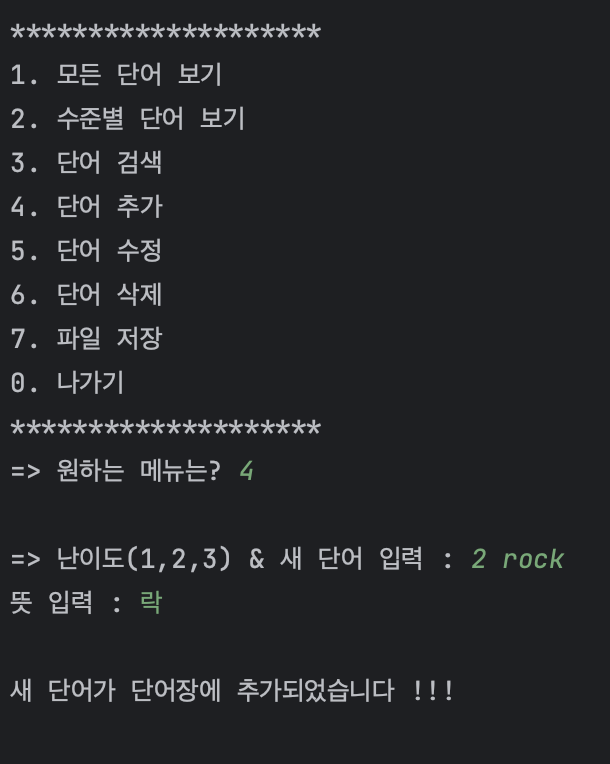 ********************
1. 모든 단어 보기
2. 수준별 단어 보기
3. 단어 검색
4. 단어 추가
5. 단어 수정
6. 단어 삭제
7. 파일 저장
0. 나가기
********************
=> 원하는 메뉴는? 4
=> 난이도(1,2,3) & 새 단어 입력 : 2 rock
뜻 입력 : 락
새 단어가 단어장에 추가되었습니다 !!!